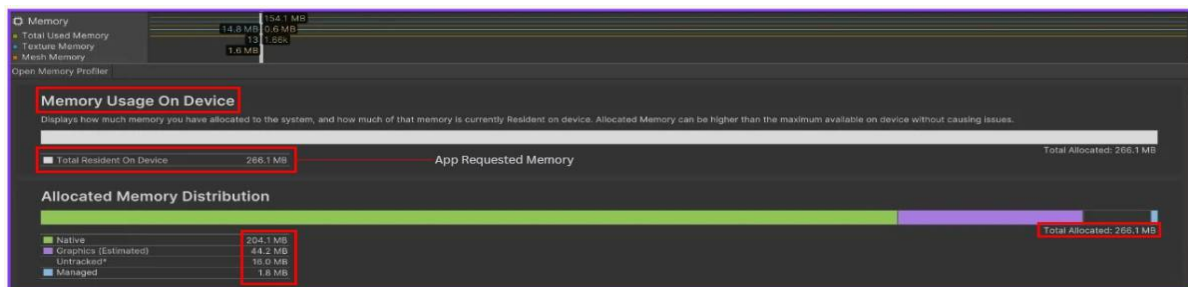 Memory
154.1 MB
Total Used Memory
14.8 MB 0.6 MB
Texture Memory
13 1.66k
Mesh Memory
1.6 MB
Open Memory Profiler
Memory Usage On Device
Displays how much memory you have allocated to the system, and how much of that memory is currently Resident on device. Allocated Memory can be higher than the maximum available on device without causing issues.
Total Allocated: 266.1 MB
Total Resident On Device 266.1 MB
App Requested Memory
Allocated Memory Distribution
Total Allocated: 266.1 MB
Native 204.1 MB
Graphics (Estimated) 44.2 MB
Untracked* 16.0 MB
Managed 1.8 MB